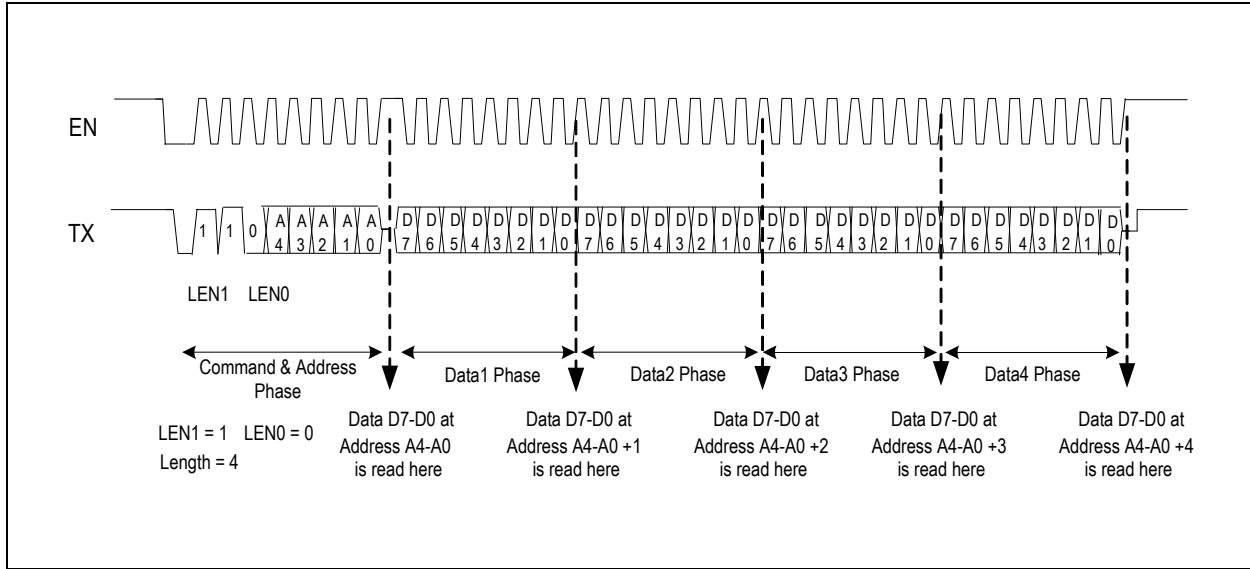 EN
TX
1 1 0 A4 A3 A2 A1 A0 D7 D6 D5 D4 D3 D2 D1 D0 D7 D6 D5 D4 D3 D2 D1 D0 D7 D6 D5 D4 D3 D2 D1 D0 D7 D6 D5 D4 D3 D2 D1 D0
LEN1 LEN0
Command & Address
Phase
Data1 Phase
Data2 Phase
Data3 Phase
Data4 Phase
LEN1 = 1 LEN0 = 0
Length = 4
Data D7-D0 at
Address A4-A0
is read here
Data D7-D0 at
Address A4-A0 +1
is read here
Data D7-D0 at
Address A4-A0 +2
is read here
Data D7-D0 at
Address A4-A0 +3
is read here
Data D7-D0 at
Address A4-A0 +4
is read here